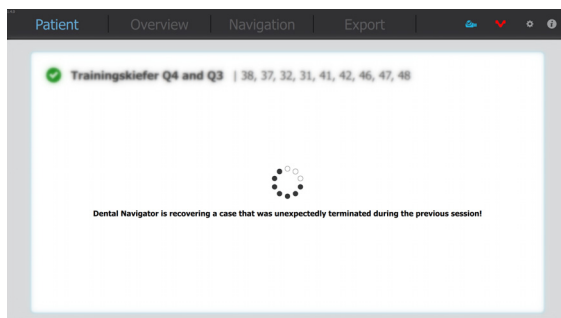 Patient
Overview
Navigation
Export
Trainingskiefer Q4 and Q3 | 38, 37, 32, 31, 41, 42, 46, 47, 48
Dental Navigator is recovering a case that was unexpectedly terminated during the previous session!